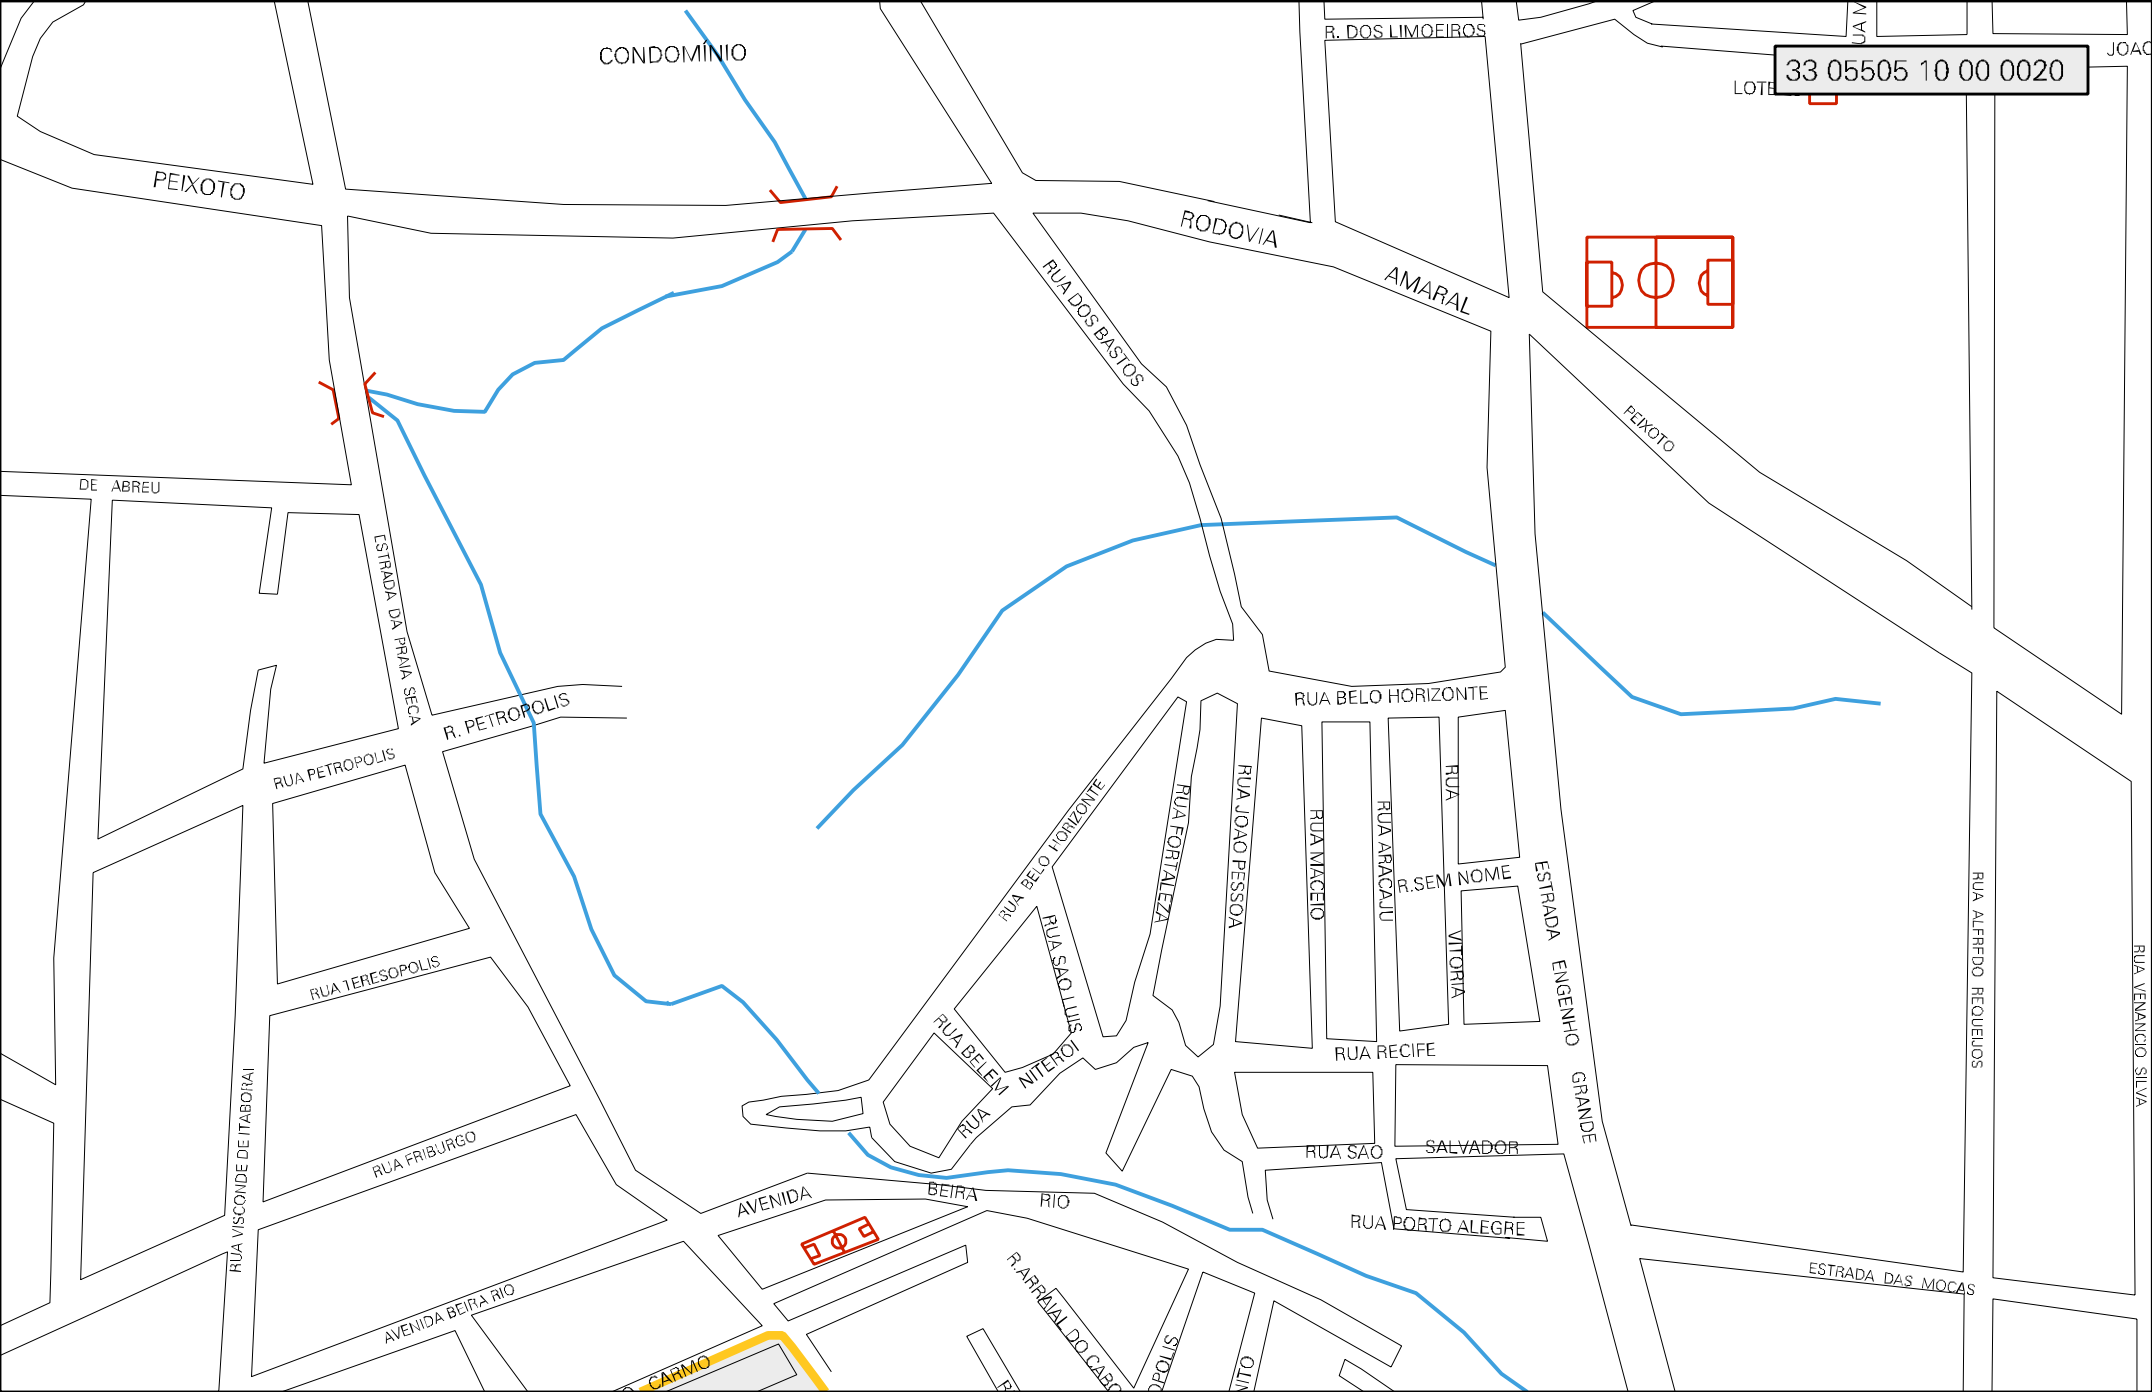 CONDOMÍNIO
R. DOS LIMOEIROS
JOAO
33 05505 10 00 0020
PEIXOTO
RODOVIA
AMARAL
RUA DOS BASTOS
PEIXOTO
DE ABREU
ESTRADA DA PRAIA SECA
R. PETROPOLIS
RUA PETROPOLIS
RUA BELO HORIZONTE
RUA BELO HORIZONTE
RUA FORTALEZA
RUA JOAO PESSOA
RUA MACEIO
RUA ARACAJU
RUA
VITORIA
R.SEM NOME
ESTRADA ENGENHO GRANDE
RUA ALFREDO REQUEIJOS
RUA VENANCIO SILVA
RUA TERESOPOLIS
RUA SAO LUIS
RUA BELEM
RUA NITEROI
RUA RECIFE
RUA VISCONDE DE ITABORAI
RUA FRIBURGO
RUA SAO SALVADOR
AVENIDA BEIRA RIO
RUA PORTO ALEGRE
ESTRADA DAS MOCAS
AVENIDA BEIRA RIO
R.ARRAIAL DO CABO
CARMO